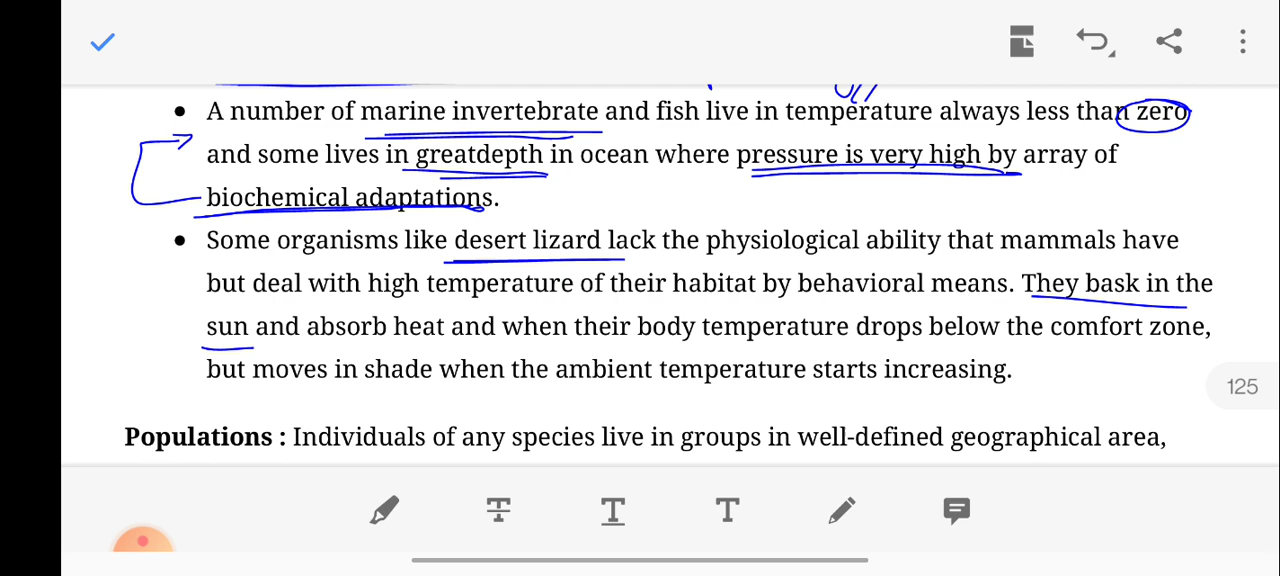 • A number of marine invertebrate and fish live in temperature always less than zero
and some lives in greatdepth in ocean where pressure is very high by array of
biochemical adaptations.
• Some organisms like desert lizard lack the physiological ability that mammals have
but deal with high temperature of their habitat by behavioral means. They bask in the
sun and absorb heat and when their body temperature drops below the comfort zone,
but moves in shade when the ambient temperature starts increasing.
125
Populations : Individuals of any species live in groups in well-defined geographical area,